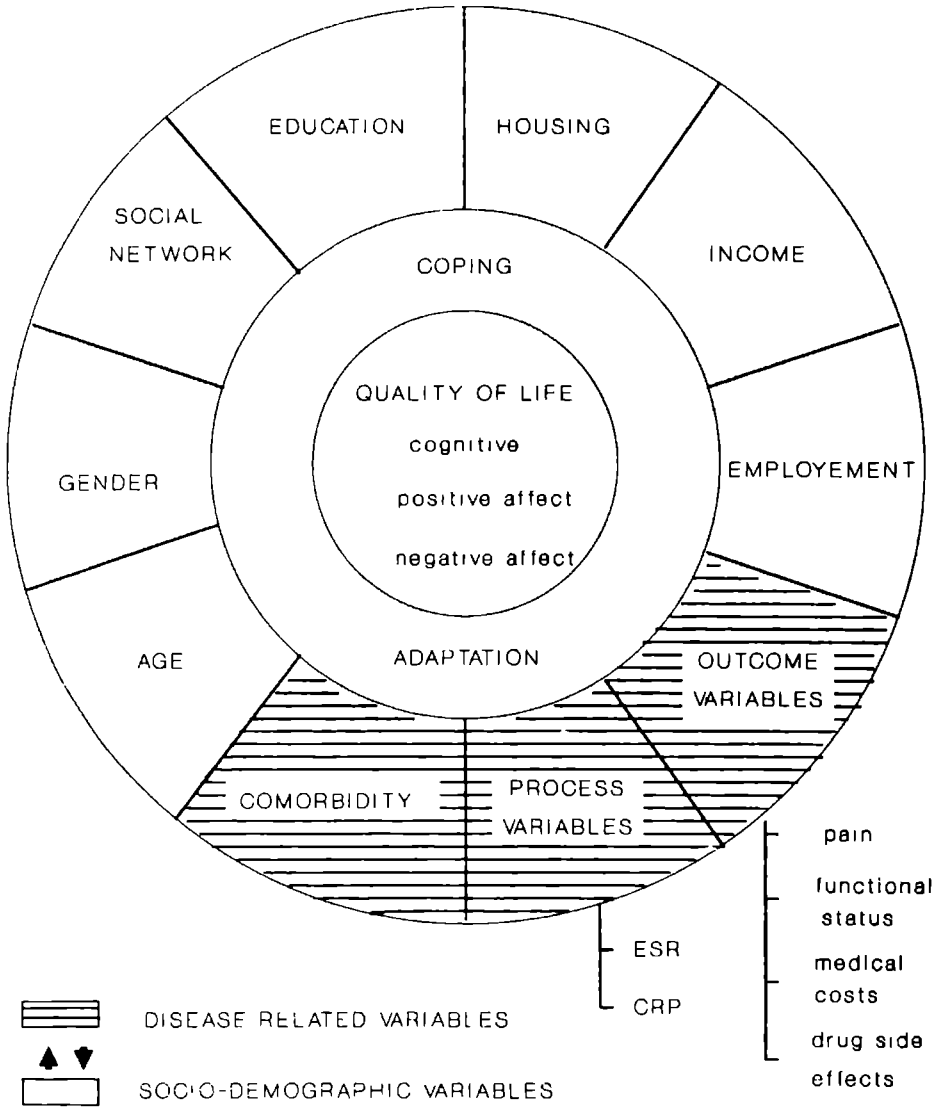 EDUCATION
HOUSING
SOCIAL
NETWORK
INCOME
COPING
QUALITY OF LIFE
cognitive
positive affect
negative affect
GENDER
EMPLOYEMENT
AGE
ADAPTATION
OUTCOME
VARIABLES
COMORBIDITY
PROCESS
VARIABLES
pain
functional
status
medical
costs
drug side
effects
ESR
CRP
DISEASE RELATED VARIABLES
SOCIO-DEMOGRAPHIC VARIABLES